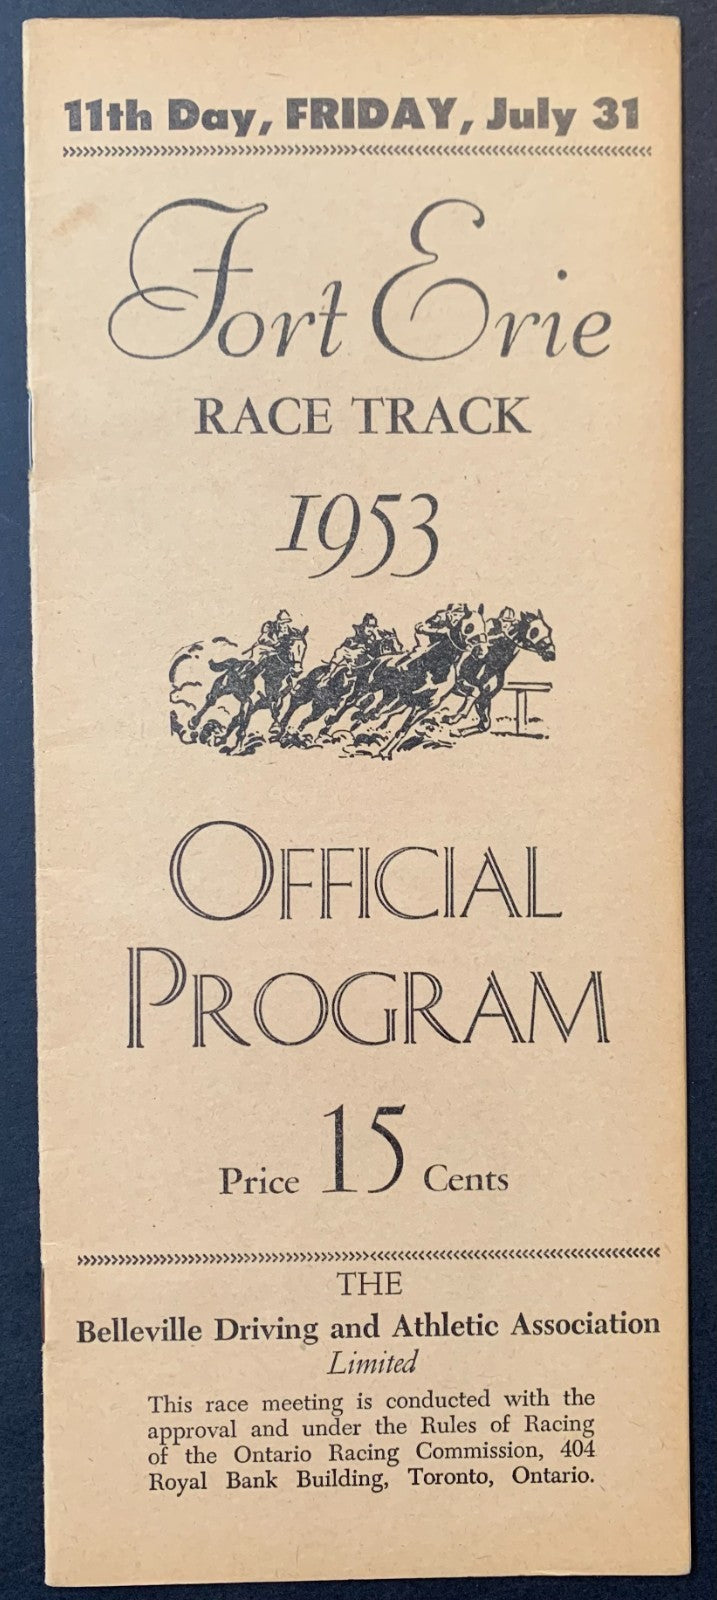 11th Day, FRIDAY, July 31
Fort Erie
RACE TRACK
1953
OFFICIAL
PROGRAM
Price 15 Cents
THE
Belleville Driving and Athletic Association
Limited
This race meeting is conducted with the
approval and under the Rules of Racing
of the Ontario Racing Commission, 404
Royal Bank Building, Toronto, Ontario.